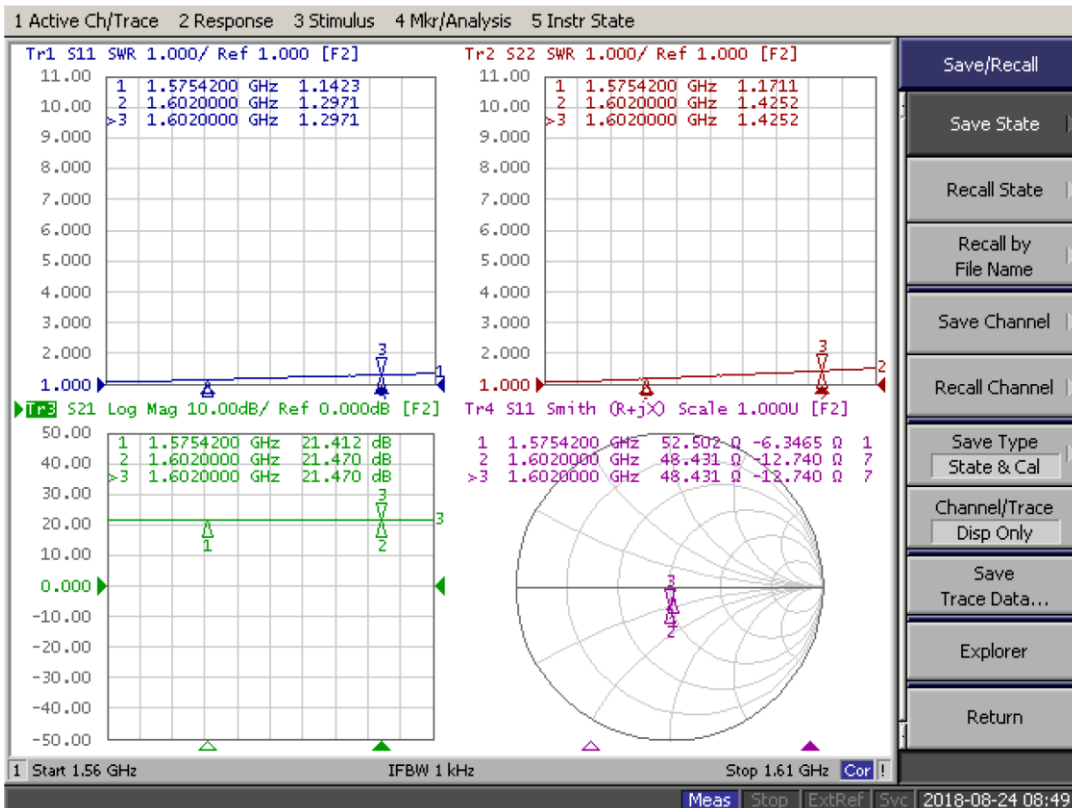 1 Active Ch/Trace 2 Response 3 Stimulus 4 Mkr/Analysis 5 Instr State
Tr1 S11 SWR 1.000/ Ref 1.000 [F2]
11.00
10.00
9.000
8.000
7.000
6.000
5.000
4.000
3.000
2.000
1.000
1 1.5754200 GHz 1.1423
2 1.6020000 GHz 1.2971
>3 1.6020000 GHz 1.2971
3
1
Tr2 S22 SWR 1.000/ Ref 1.000 [F2]
11.00
10.00
9.000
8.000
7.000
6.000
5.000
4.000
3.000
2.000
1.000
1 1.5754200 GHz 1.1711
2 1.6020000 GHz 1.4252
>3 1.6020000 GHz 1.4252
3
2
Tr3 S21 Log Mag 10.00dB/ Ref 0.000dB [F2]
50.00
40.00
30.00
20.00
10.00
0.000
-10.00
-20.00
-30.00
-40.00
-50.00
1 1.5754200 GHz 21.412 dB
2 1.6020000 GHz 21.470 dB
>3 1.6020000 GHz 21.470 dB
3
3
1
2
Tr4 S11 Smith (R+jX) Scale 1.000U [F2]
1 1.5754200 GHz 52.502 Ω -6.3465 Ω 1
2 1.6020000 GHz 48.431 Ω -12.740 Ω 7
>3 1.6020000 GHz 48.431 Ω -12.740 Ω 7
3
2
1 Start 1.56 GHz IFBW 1 kHz Stop 1.61 GHz Cor !
Meas Stop ExtRef Svc 2018-08-24 08:49
Save/Recall
Save State
Recall State
Recall by
File Name
Save Channel
Recall Channel
Save Type
State & Cal
Channel/Trace
Disp Only
Save
Trace Data...
Explorer
Return